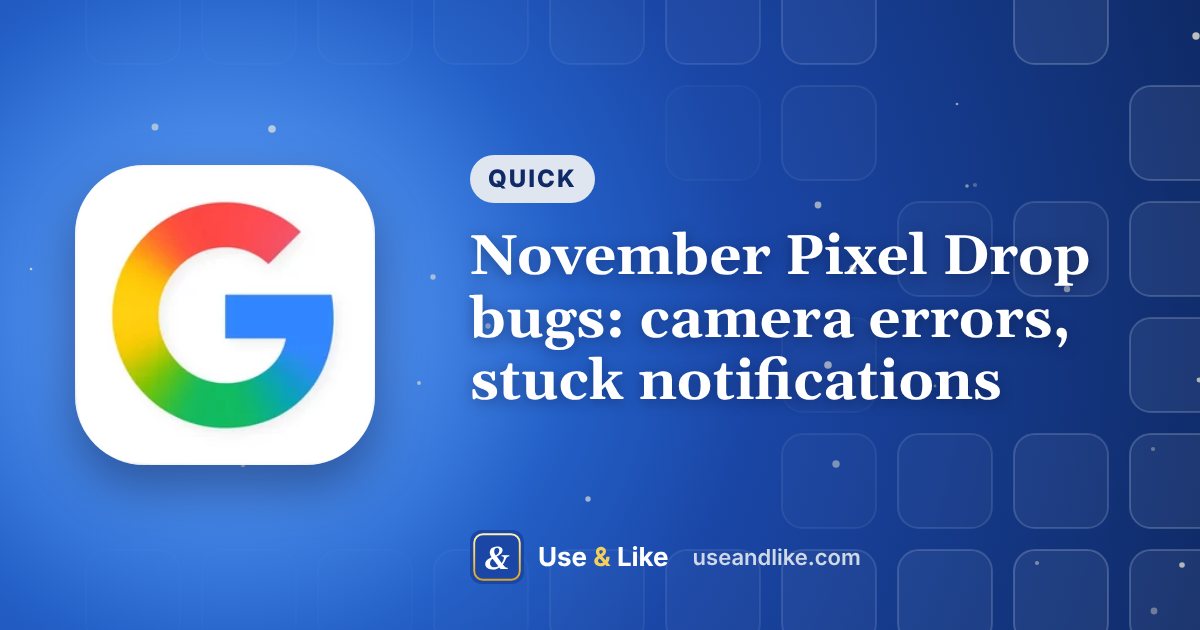 QUICK
November Pixel Drop
bugs: camera errors,
stuck notifications
& Use & Like useandlike.com